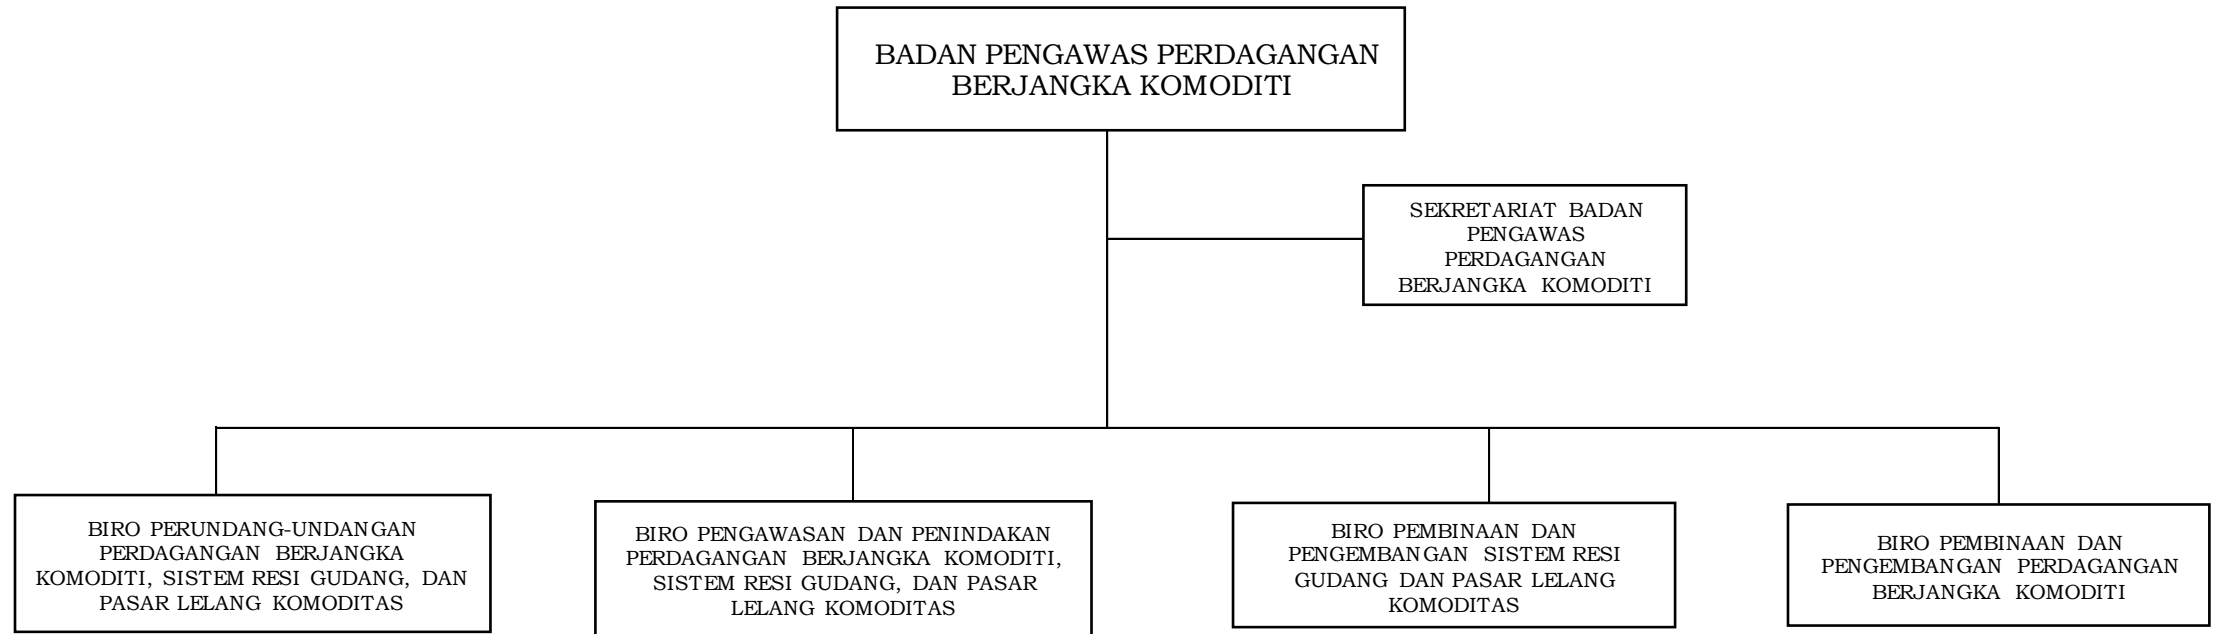 BADAN PENGAWAS PERDAGANGAN
BERJANGKA KOMODITI
SEKRETARIAT BADAN
PENGAWAS
PERDAGANGAN
BERJANGKA KOMODITI
BIRO PERUNDANG-UNDANGAN
PERDAGANGAN BERJANGKA
KOMODITI, SISTEM RESI GUDANG, DAN
PASAR LELANG KOMODITAS
BIRO PENGAWASAN DAN PENINDAKAN
PERDAGANGAN BERJANGKA KOMODITI,
SISTEM RESI GUDANG, DAN PASAR
LELANG KOMODITAS
BIRO PEMBINAAN DAN
PENGEMBANGAN SISTEM RESI
GUDANG DAN PASAR LELANG
KOMODITAS
BIRO PEMBINAAN DAN
PENGEMBANGAN PERDAGANGAN
BERJANGKA KOMODITI